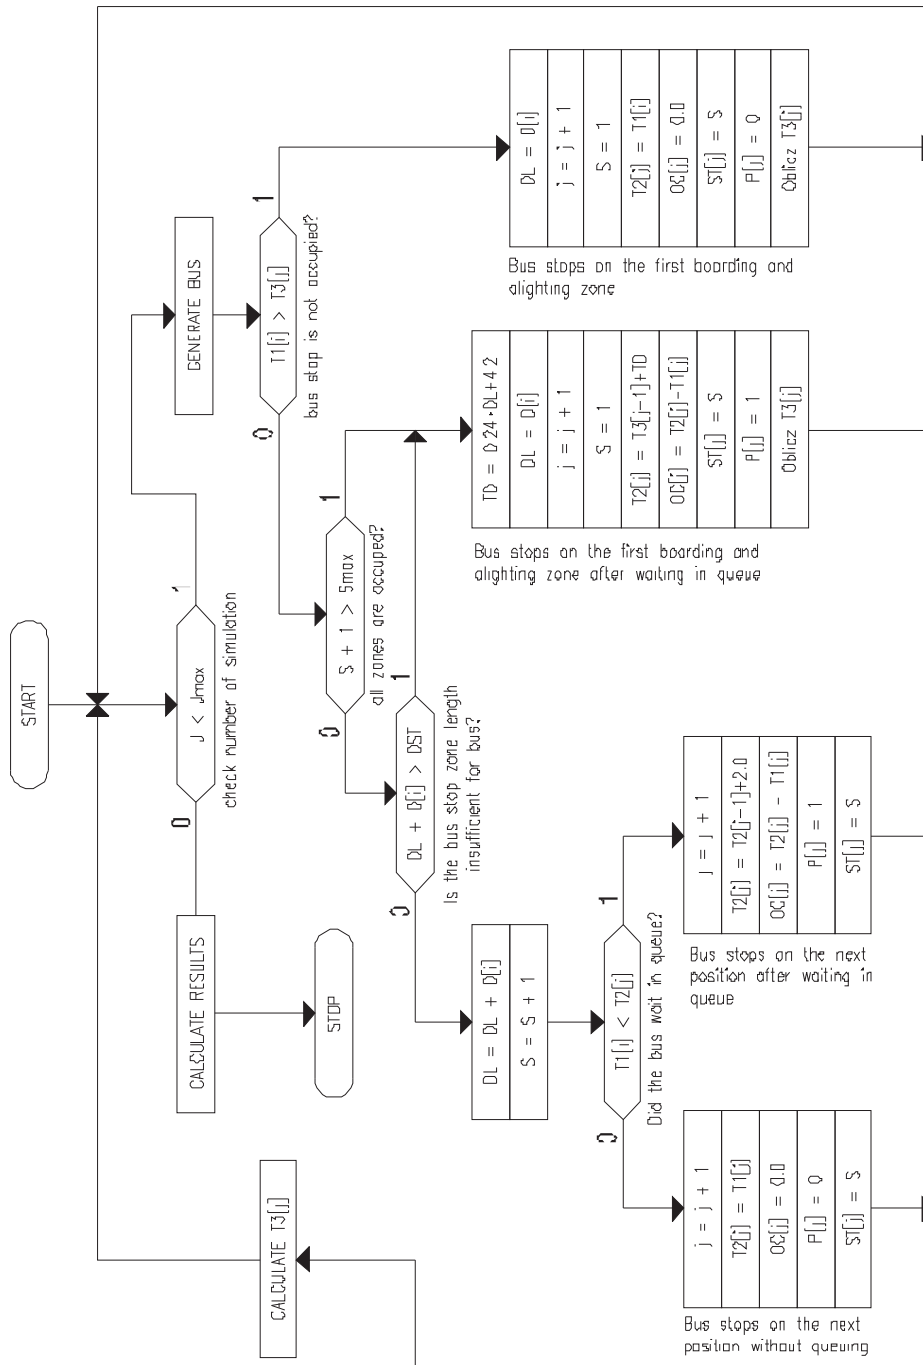 START
J < Jmax
check number of simulation
0
1
CALCULATE RESULTS
STOP
GENERATE BUS
T1[i] > T3[j]
bus stop is not occupied?
0
1
S + 1 > Smax
all zones are occuped?
0
1
DL + D[i] > DST
Is the bus stop zone length
insufficient for bus?
0
1
DL = DL + D[i]
S = S + 1
T1[i] < T2[j]
Did the bus wait in queue?
0
1
CALCULATE T3[j]
j = j + 1
T2[j] = T1[j]
OC[j] = 0.0
P[j] = 0
ST[j] = S
Bus stops on the next
position without queuing
j = j + 1
T2[j] = T2[j-1]+2.0
OC[j] = T2[j] - T1[j]
P[j] = 1
ST[j] = S
Bus stops on the next
position after waiting in
queue
TD = 0.24*DL+4.2
DL = D[i]
j = j + 1
S = 1
T2[j] = T3[j-1]+TD
OC[j] = T2[j]-T1[j]
ST[j] = S
P[j] = 1
Oblicz T3[j]
Bus stops on the first boarding and
alighting zone after waiting in queue
DL = D[i]
j = j + 1
S = 1
T2[j] = T1[i]
OC[j] = 0.0
ST[j] = S
P[j] = 0
Oblicz T3[j]
Bus stops on the first boarding and
alighting zone